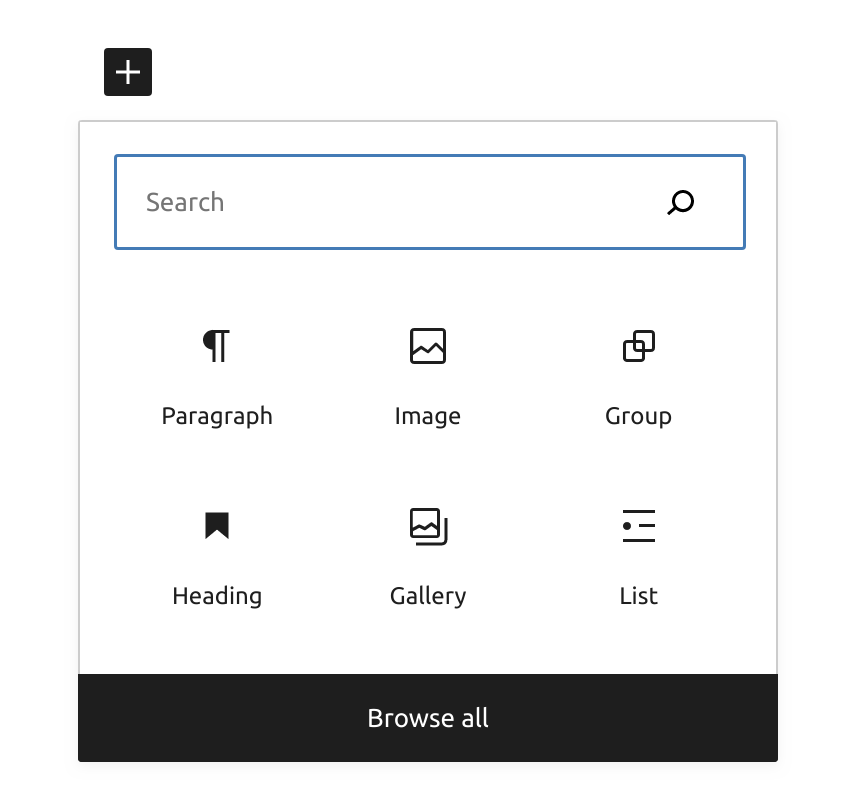 Search
Paragraph
Image
Group
Heading
Gallery
List
Browse all